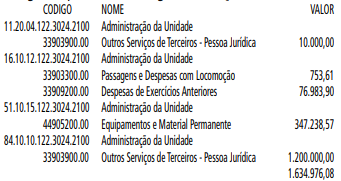 CODIGO NOME VALOR
11.20.04.122.3024.2100 Administração da Unidade
33903900.00 Outros Serviços de Terceiros - Pessoa Jurídica 10.000,00
16.10.12.122.3024.2100 Administração da Unidade
33903300.00 Passagens e Despesas com Locomoção 753,61
33909200.00 Despesas de Exercícios Anteriores 76.983,90
51.10.15.122.3024.2100 Administração da Unidade
44905200.00 Equipamentos e Material Permanente 347.238,57
84.10.10.122.3024.2100 Administração da Unidade
33903900.00 Outros Serviços de Terceiros - Pessoa Jurídica 1.200.000,00
1.634.976,08